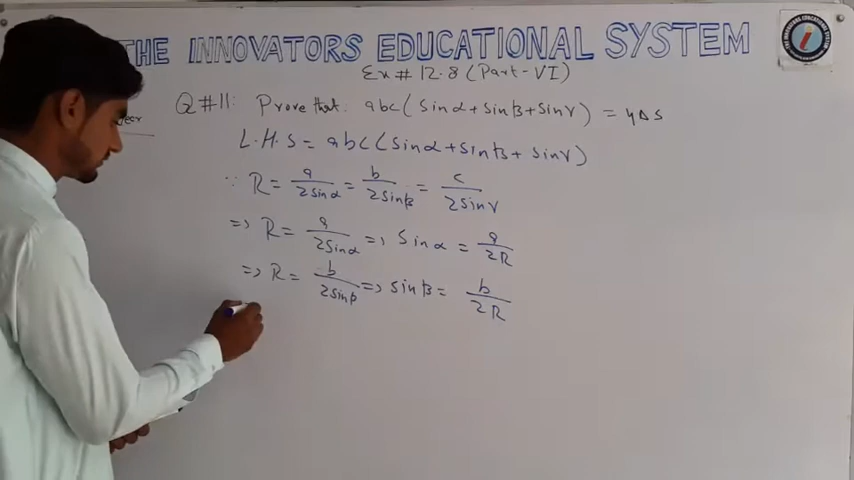 THE INNOVATORS EDUCATIONAL SYSTEM
Ex # 12.8 (Part-VI)
Q #11: Prove that: abc (Sinα + Sinβ + Sinγ) = 4Δs
L.H.S = abc (Sinα + Sinβ + Sinγ)
∵ R = a/2Sinα = b/2Sinβ = c/2Sinγ
=> R = a/2Sinα => Sinα = a/2R
=> R = b/2Sinβ => Sinβ = b/2R